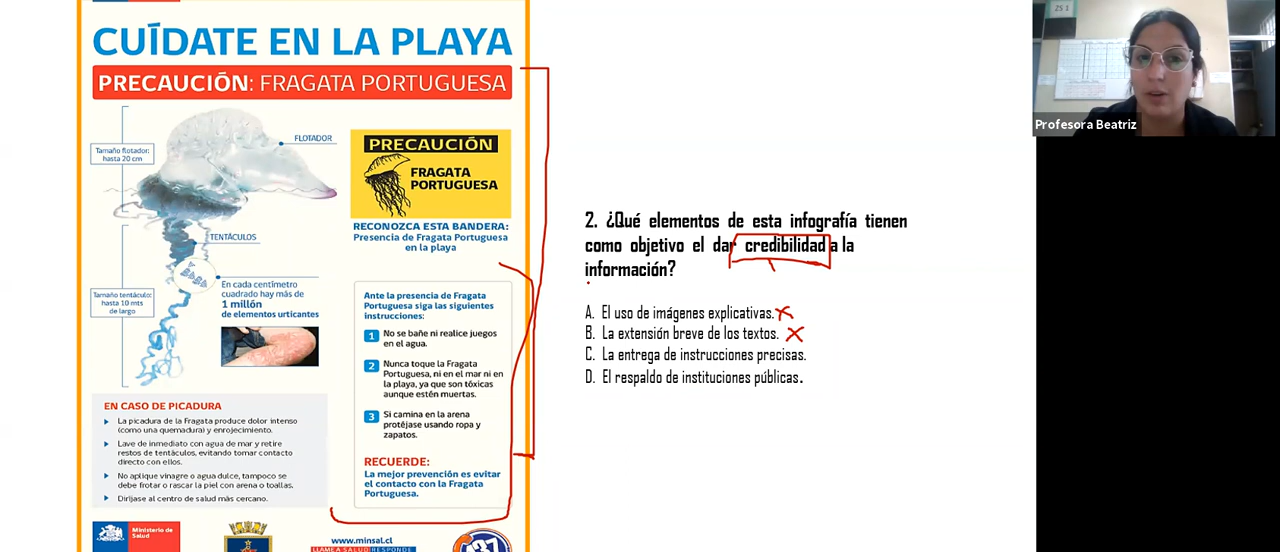 CUÍDATE EN LA PLAYA
PRECAUCIÓN: FRAGATA PORTUGUESA
FLOTADOR
Tamaño flotador:
hasta 20 cm
PRECAUCIÓN
FRAGATA
PORTUGUESA
RECONOZCA ESTA BANDERA:
Presencia de Fragata Portuguesa
en la playa
TENTÁCULOS
Tamaño tentáculo:
hasta 10 mts
de largo
En cada centímetro
cuadrado hay más de
1 millón
de elementos urticantes
Ante la presencia de Fragata
Portuguesa siga las siguientes
instrucciones:
1 No se bañe ni realice juegos
en el agua.
2 Nunca toque la Fragata
Portuguesa, ni en el mar ni en
la playa, ya que son tóxicas
aunque estén muertas.
3 Si camina en la arena
protéjase usando ropa y
zapatos.
RECUERDE:
La mejor prevención es evitar
el contacto con la Fragata
Portuguesa.
EN CASO DE PICADURA
La picadura de la Fragata produce dolor intenso
(como una quemadura) y enrojecimiento.
Lave de inmediato con agua de mar y retire
restos de tentáculos, evitando tomar contacto
directo con ellos.
No aplique vinagre o agua dulce, tampoco se
debe frotar o rascar la piel con arena o toallas.
Diríjase al centro de salud más cercano.
Ministerio de
Salud
www.minsal.cl
LLAME A SALUD RESPONDE
137
2. ¿Qué elementos de esta infografía tienen
como objetivo el dar credibilidad a la
información?
A. El uso de imágenes explicativas.
B. La extensión breve de los textos.
C. La entrega de instrucciones precisas.
D. El respaldo de instituciones públicas.
Profesora Beatriz